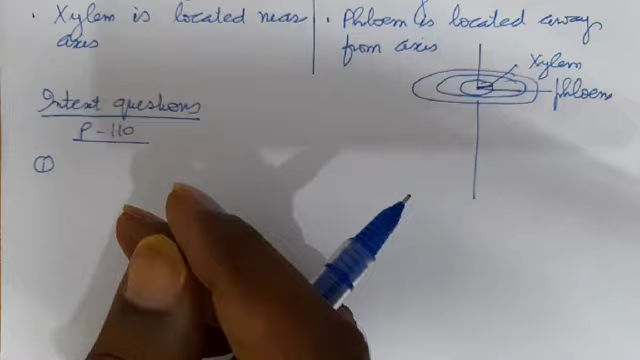 . Xylem is located near
axis
. Phloem is located away
from axis
Xylem
phloem
Intext questions
P-110
①